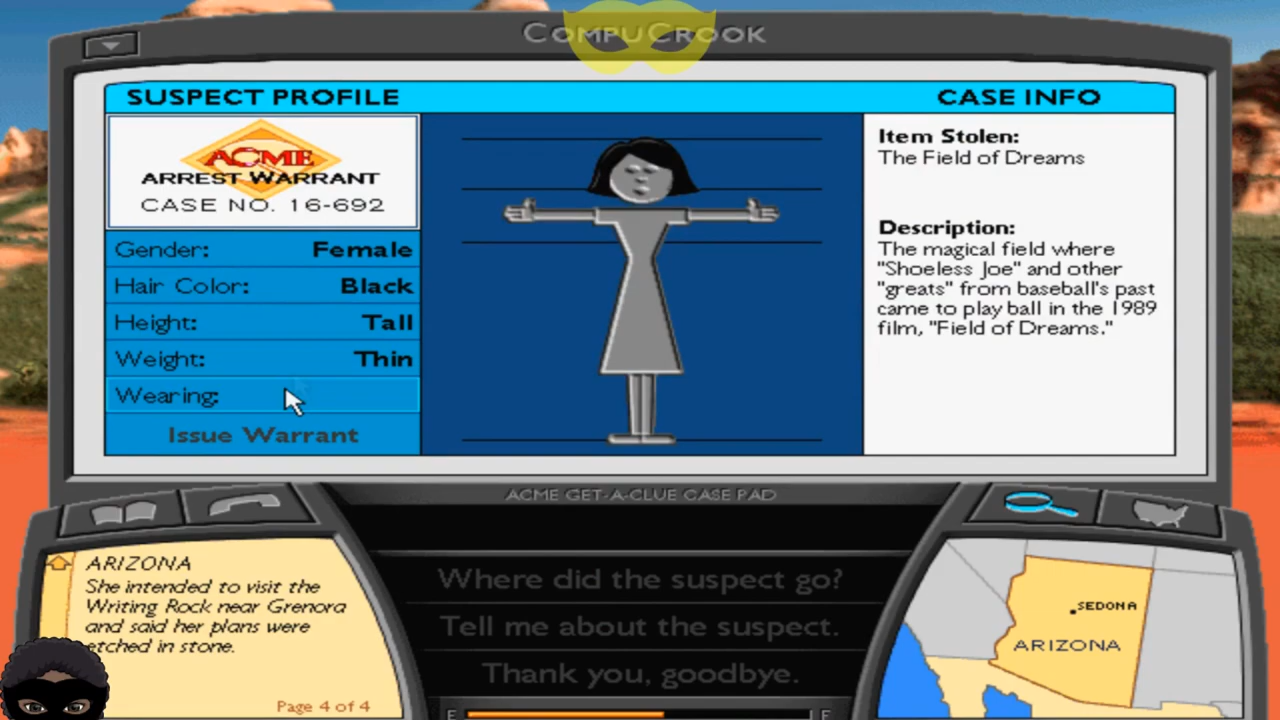 COMPUCROOK
SUSPECT PROFILE
CASE INFO
ACME
ARREST WARRANT
CASE NO. 16-692
Gender: Female
Hair Color: Black
Height: Tall
Weight: Thin
Wearing:
Issue Warrant
Item Stolen:
The Field of Dreams
Description:
The magical field where
"Shoeless Joe" and other
"greats" from baseball's past
came to play ball in the 1989
film, "Field of Dreams."
ACME GET-A-CLUE CASE PAD
ARIZONA
She intended to visit the
Writing Rock near Grenora
and said her plans were
etched in stone.
Page 4 of 4
Where did the suspect go?
Tell me about the suspect.
Thank you, goodbye.
E F
SEDONA
ARIZONA